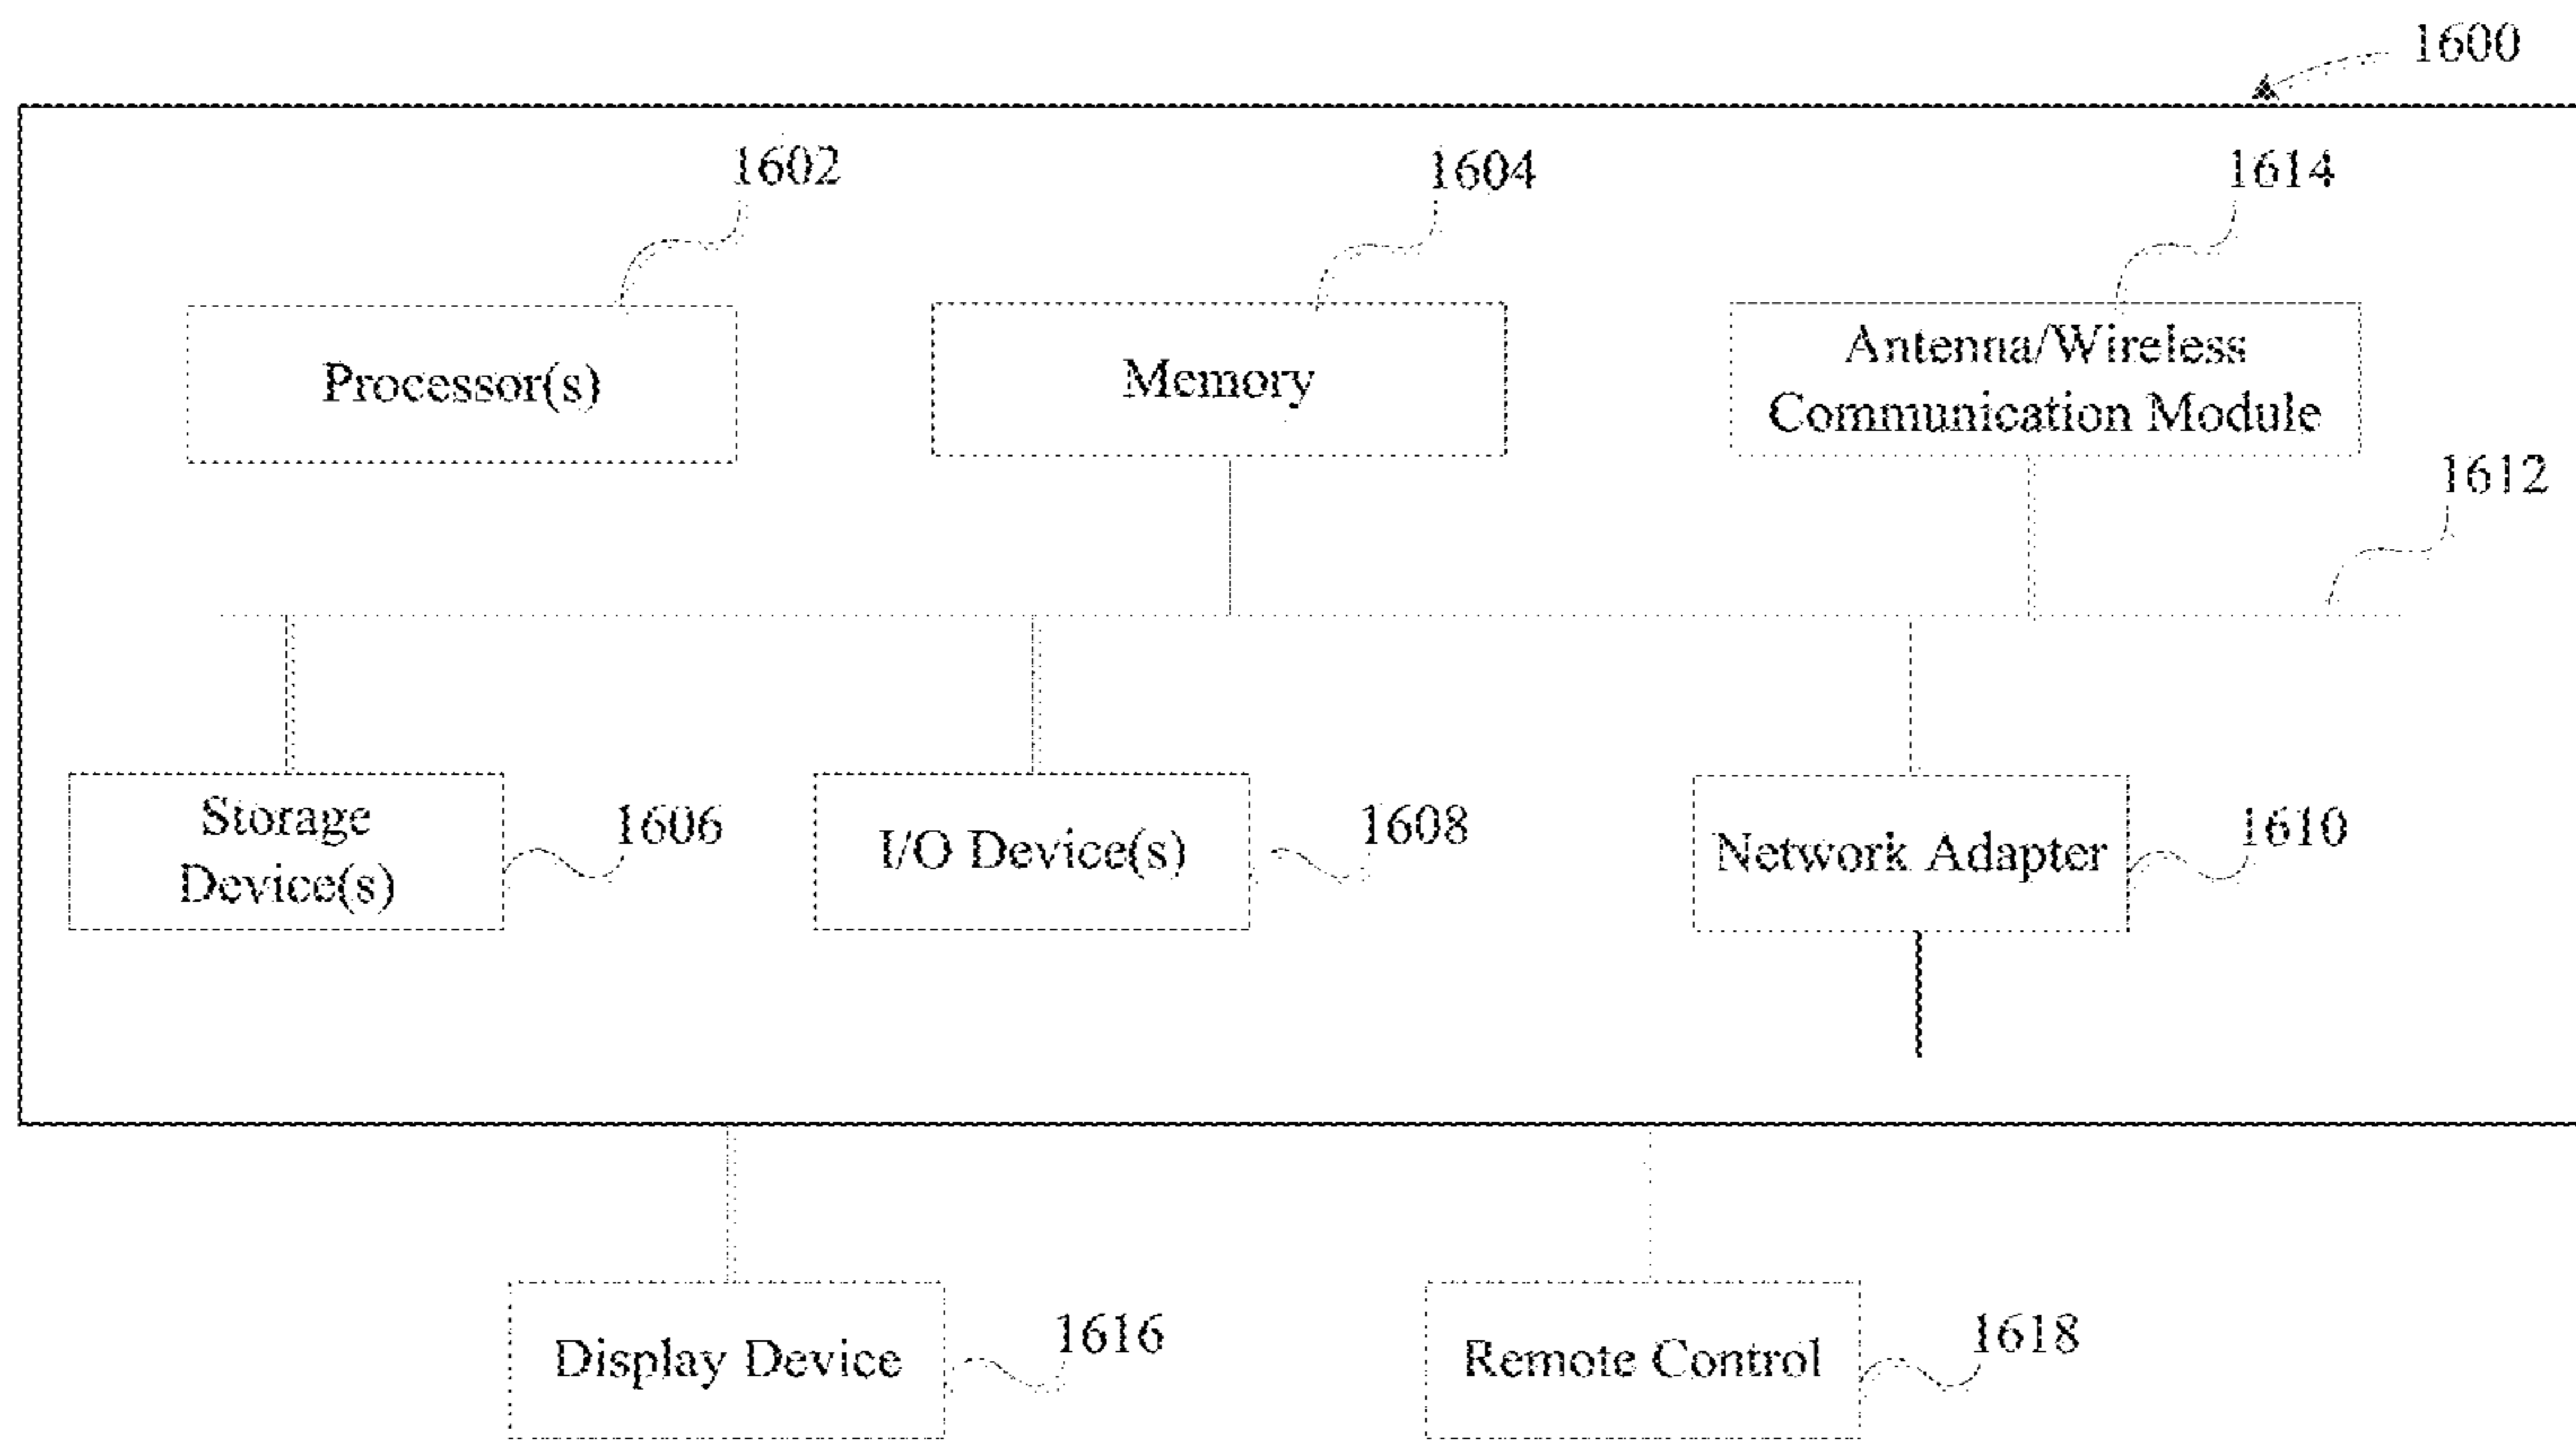 1600
1602
1604
1614
Processor(s)
Memory
Antenna/Wireless
Communication Module
1612
Storage
Device(s)
1606
I/O Device(s)
1608
Network Adapter
1610
Display Device
1616
Remote Control
1618